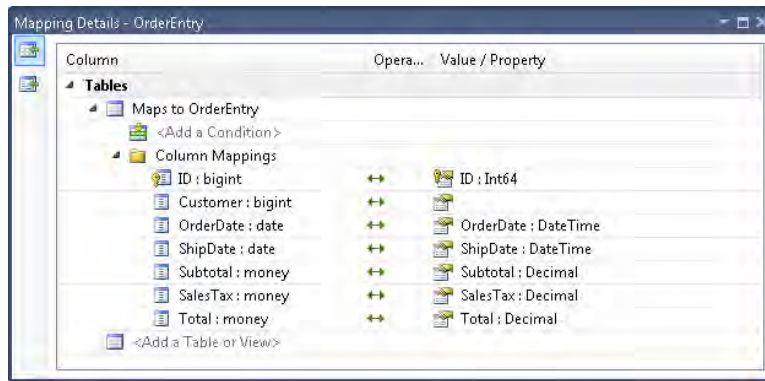 Mapping Details - OrderEntry
Column Opera... Value / Property
Tables
Maps to OrderEntry
<Add a Condition>
Column Mappings
ID : bigint ID : Int64
Customer : bigint
OrderDate : date OrderDate : DateTime
ShipDate : date ShipDate : DateTime
Subtotal : money Subtotal : Decimal
SalesTax : money SalesTax : Decimal
Total : money Total : Decimal
<Add a Table or View>